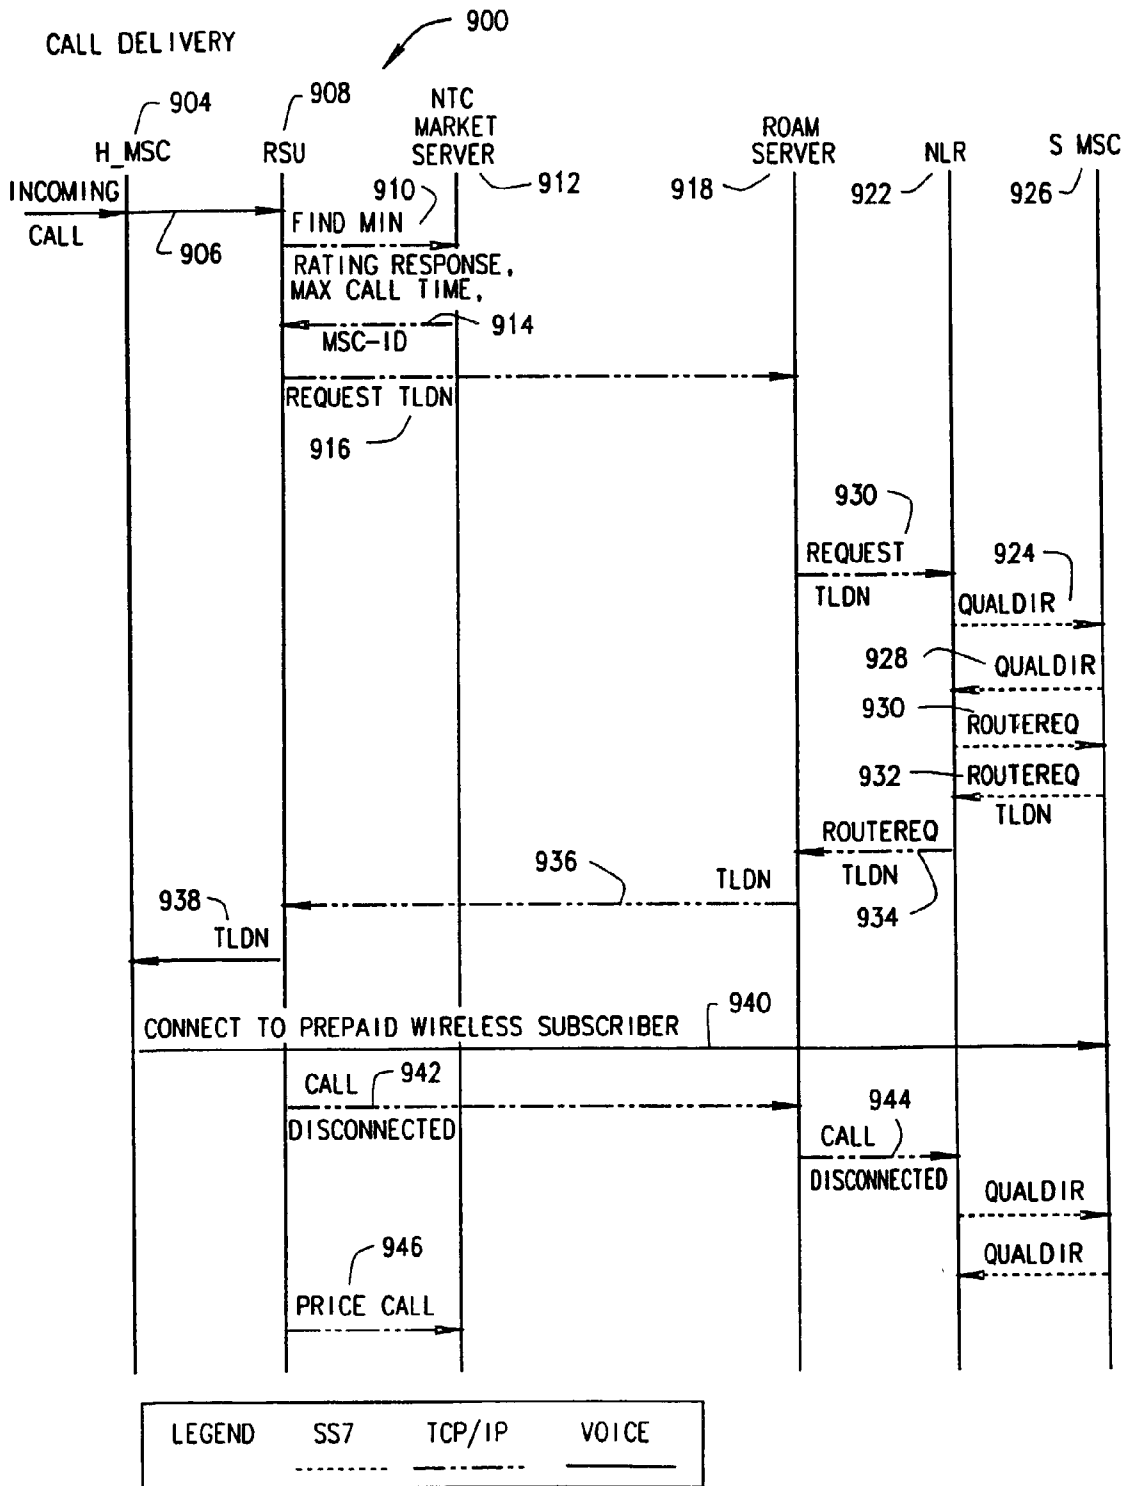 CALL DELIVERY
900
904
908
NTC
MARKET
SERVER
ROAM
SERVER
H_MSC
RSU
NLR
S MSC
910
912
918
922
926
INCOMING
CALL
906
FIND MIN
RATING RESPONSE,
MAX CALL TIME,
914
MSC-ID
REQUEST TLDN
916
930
REQUEST
TLDN
924
QUALDIR
928
QUALDIR
930
ROUTEREQ
932
ROUTEREQ
TLDN
ROUTEREQ
TLDN
934
936
TLDN
938
TLDN
940
CONNECT TO PREPAID WIRELESS SUBSCRIBER
CALL
942
DISCONNECTED
944
CALL
DISCONNECTED
QUALDIR
QUALDIR
946
PRICE CALL
LEGEND SS7 TCP/IP VOICE